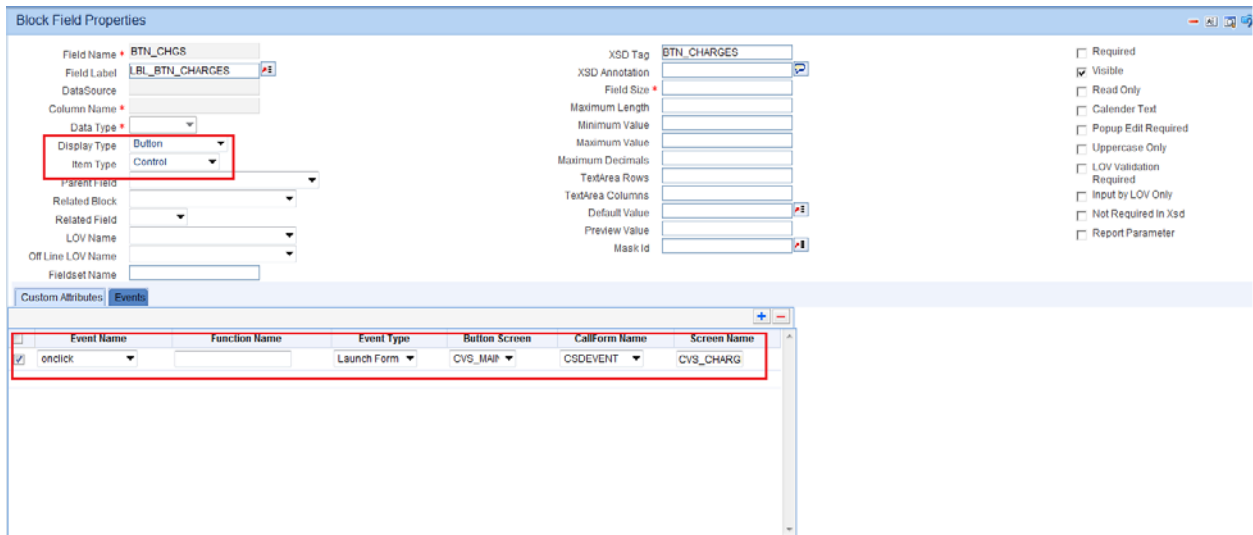 Block Field Properties
Field Name * BTN_CHGS
Field Label LBL_BTN_CHARGES
DataSource
Column Name *
Data Type *
Display Type Button
Item Type Control
Parent Field
Related Block
Related Field
LOV Name
Off Line LOV Name
Fieldset Name
XSD Tag BTN_CHARGES
XSD Annotation
Field Size *
Maximum Length
Minimum Value
Maximum Value
Maximum Decimals
TextArea Rows
TextArea Columns
Default Value
Preview Value
Mask Id
Required
Visible
Read Only
Calender Text
Popup Edit Required
Uppercase Only
LOV Validation
Required
Input by LOV Only
Not Required In Xsd
Report Parameter
Custom Attributes Events
Event Name Function Name Event Type Button Screen CallForm Name Screen Name
onclick Launch Form CVS_MAIN CSDEVENT CVS_CHARG